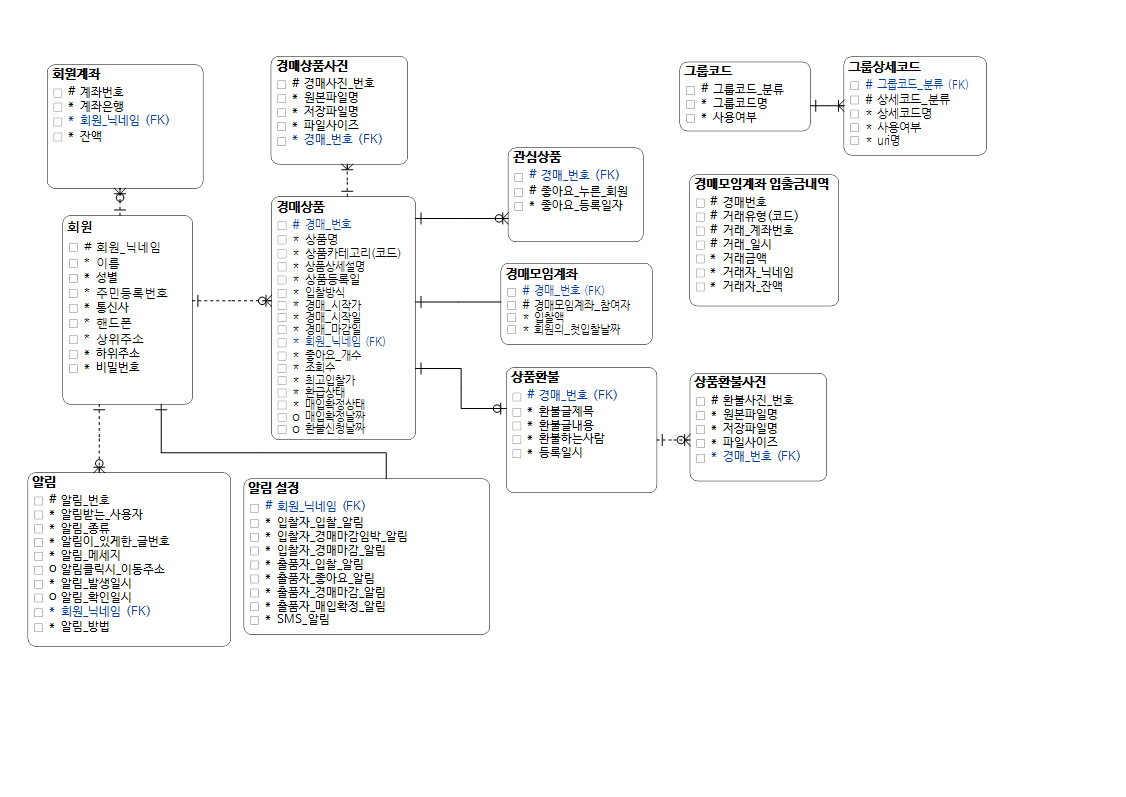 회원계좌
# 계좌번호
* 계좌은행
* 회원_닉네임 (FK)
* 잔액
경매상품사진
# 경매사진_번호
* 원본파일명
* 저장파일명
* 파일사이즈
* 경매_번호 (FK)
그룹코드
# 그룹코드_분류
* 그룹코드명
* 사용여부
그룹상세코드
# 그룹코드_분류 (FK)
# 상세코드_분류
* 상세코드명
* 사용여부
* uri명
관심상품
# 경매_번호 (FK)
# 좋아요_누른_회원
* 좋아요_등록일자
경매모임계좌 입출금내역
# 경매번호
# 거래유형(코드)
# 거래_계좌번호
# 거래_일시
* 거래금액
* 거래자_닉네임
* 거래자_잔액
회원
# 회원_닉네임
* 이름
* 성별
* 주민등록번호
* 통신사
* 핸드폰
* 상위주소
* 하위주소
* 비밀번호
경매상품
# 경매_번호
* 상품명
* 상품카테고리(코드)
* 상품상세설명
* 상품등록일
* 입찰방식
* 경매_시작가
* 경매_시작일
* 경매_마감일
* 회원_닉네임 (FK)
* 좋아요_개수
* 조회수
* 최고입찰가
* 환급상태
* 매입확정상태
o 매입확정날짜
o 환불신청날짜
경매모임계좌
# 경매_번호 (FK)
# 경매모임계좌_참여자
* 입찰액
* 회원의_첫입찰날짜
상품환불
# 경매_번호 (FK)
* 환불글제목
* 환불글내용
* 환불하는사람
* 등록일시
상품환불사진
# 환불사진_번호
* 원본파일명
* 저장파일명
* 파일사이즈
* 경매_번호 (FK)
알림
# 알림_번호
* 알림받는_사용자
* 알림_종류
* 알림이_있게한_글번호
* 알림_메세지
o 알림클릭시_이동주소
* 알림_발생일시
o 알림_확인일시
* 회원_닉네임 (FK)
* 알림_방법
알림 설정
# 회원_닉네임 (FK)
* 입찰자_입찰_알림
* 입찰자_경매마감임박_알림
* 입찰자_경매마감_알림
* 출품자_입찰_알림
* 출품자_좋아요_알림
* 출품자_경매마감_알림
* 출품자_매입확정_알림
* SMS_알림